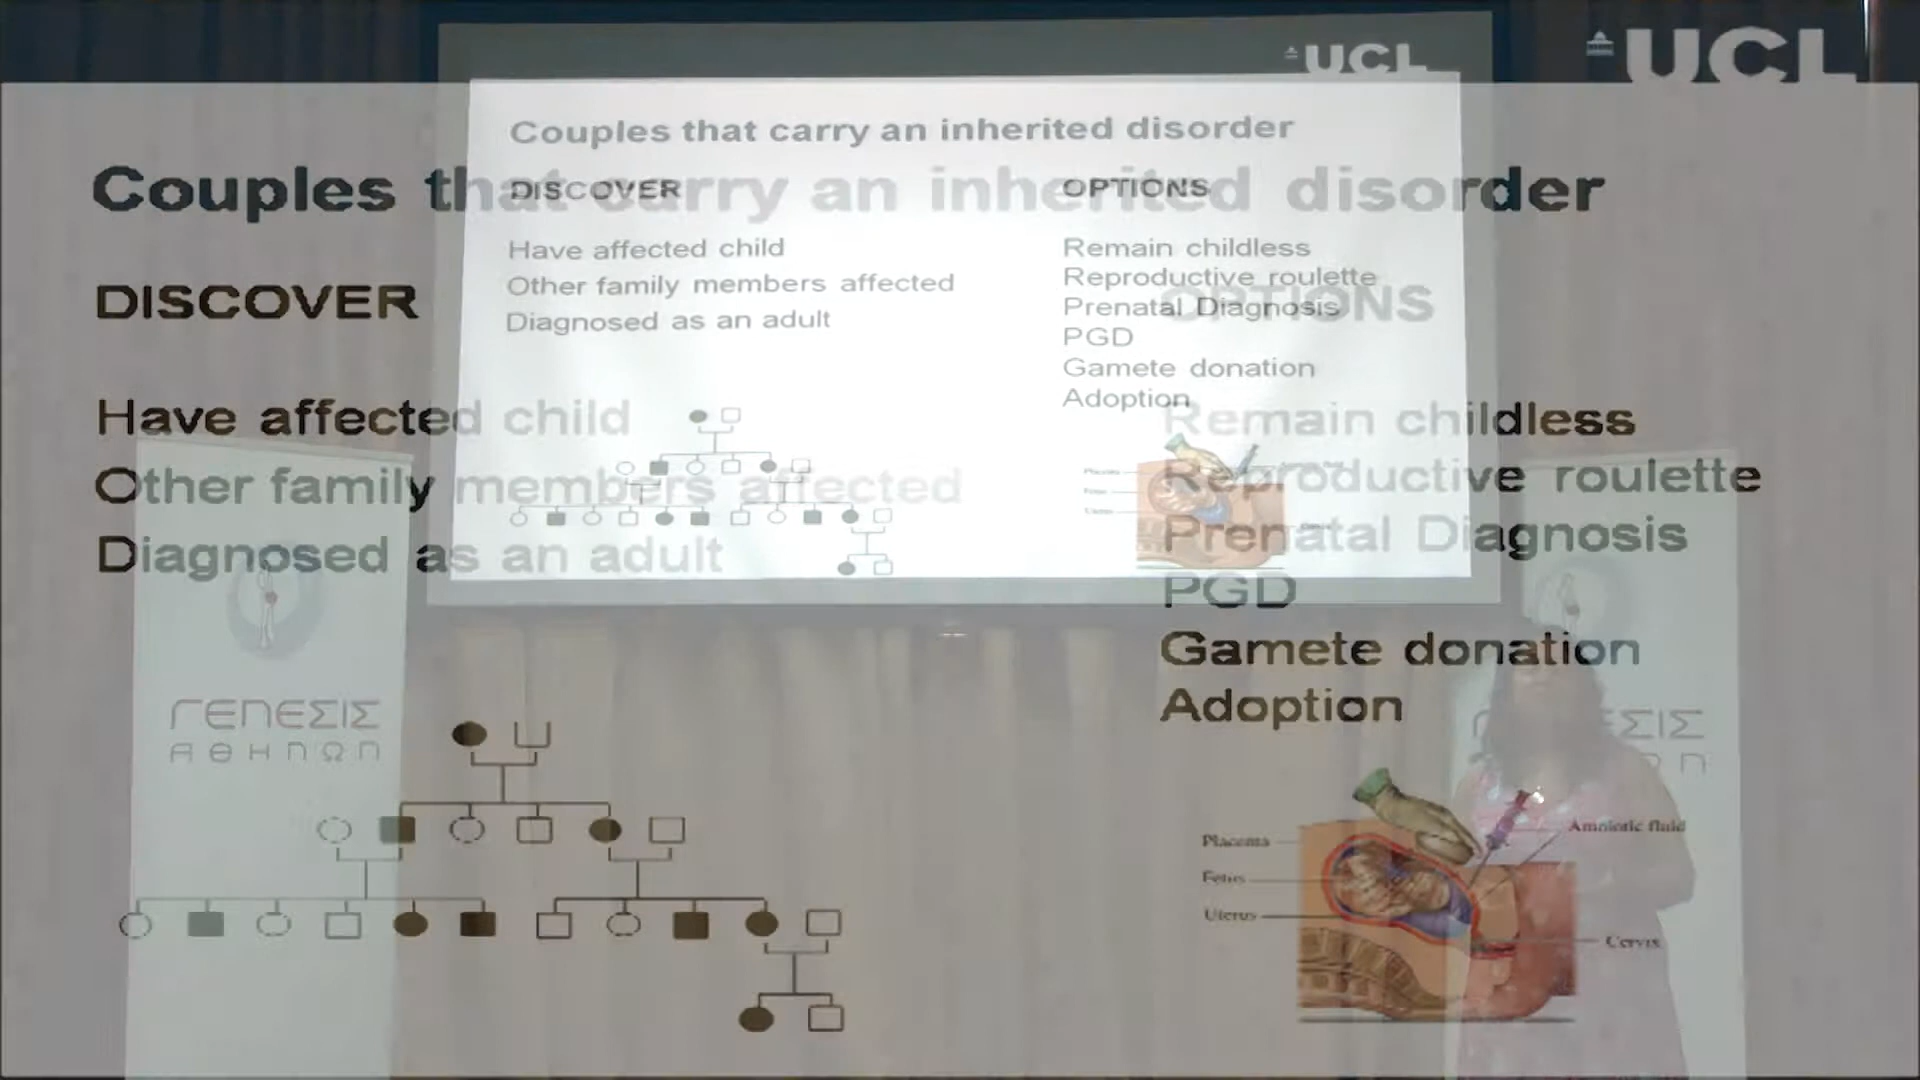 UCL
UCL
Couples that carry an inherited disorder
DISCOVER
OPTIONS
Have affected child
Other family members affected
Diagnosed as an adult
Remain childless
Reproductive roulette
Prenatal Diagnosis
PGD
Gamete donation
Adoption
Couples that carry an inherited disorder
DISCOVER
OPTIONS
Have affected child
Other family members affected
Diagnosed as an adult
Remain childless
Reproductive roulette
Prenatal Diagnosis
PGD
Gamete donation
Adoption
ΓΕΝΕΣΙΣ
ΑΘΗΝΩΝ
Placenta
Fetus
Uterus
Amniotic fluid
Cervix